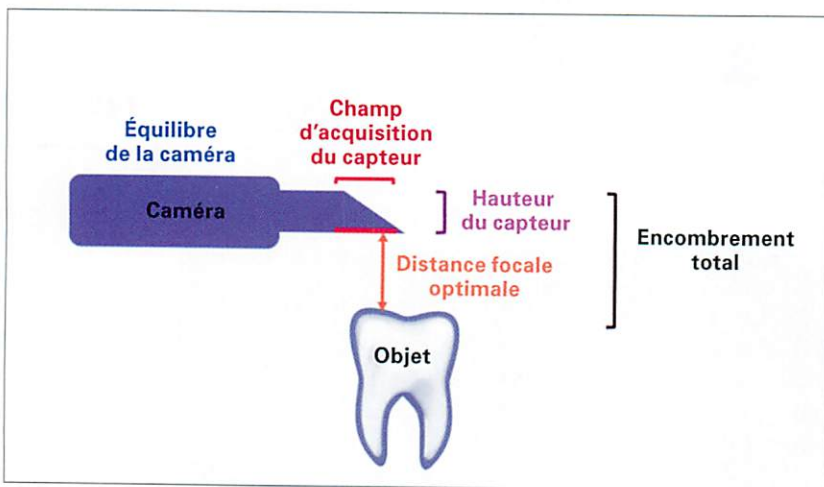 Champ
d'acquisition
du capteur
Équilibre
de la caméra
Caméra
Hauteur
du capteur
Encombrement
total
Distance focale
optimale
Objet